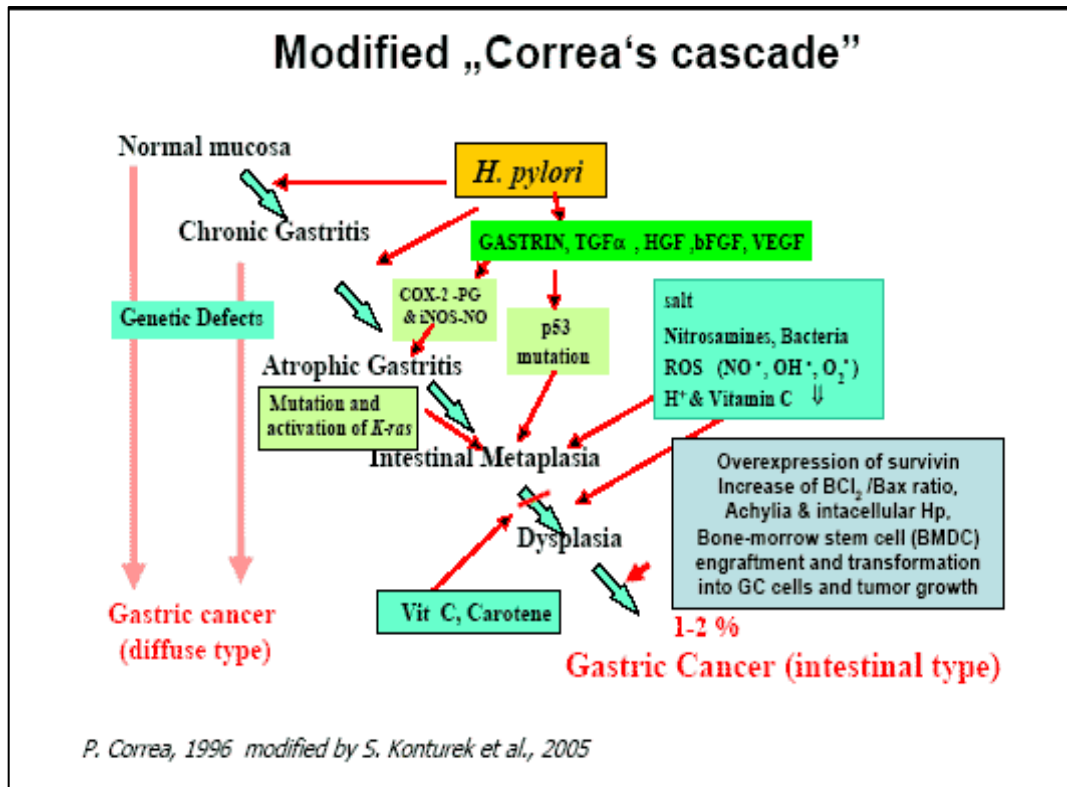 Modified „Correa‘s cascade”
Normal mucosa
H. pylori
Chronic Gastritis
GASTRIN, TGFα , HGF ,bFGF, VEGF
Genetic Defects
COX-2 -PG
& iNOS-NO
p53
mutation
salt
Nitrosamines, Bacteria
ROS (NO•, OH•, O₂•)
H⁺ & Vitamin C ⇓
Atrophic Gastritis
Mutation and
activation of K-ras
Intestinal Metaplasia
Overexpression of survivin
Increase of BCl₂ /Bax ratio,
Achylia & intacellular Hp,
Bone-morrow stem cell (BMDC)
engraftment and transformation
into GC cells and tumor growth
Dysplasia
Vit C, Carotene
Gastric cancer
(diffuse type)
1-2 %
Gastric Cancer (intestinal type)
P. Correa, 1996 modified by S. Konturek et al., 2005